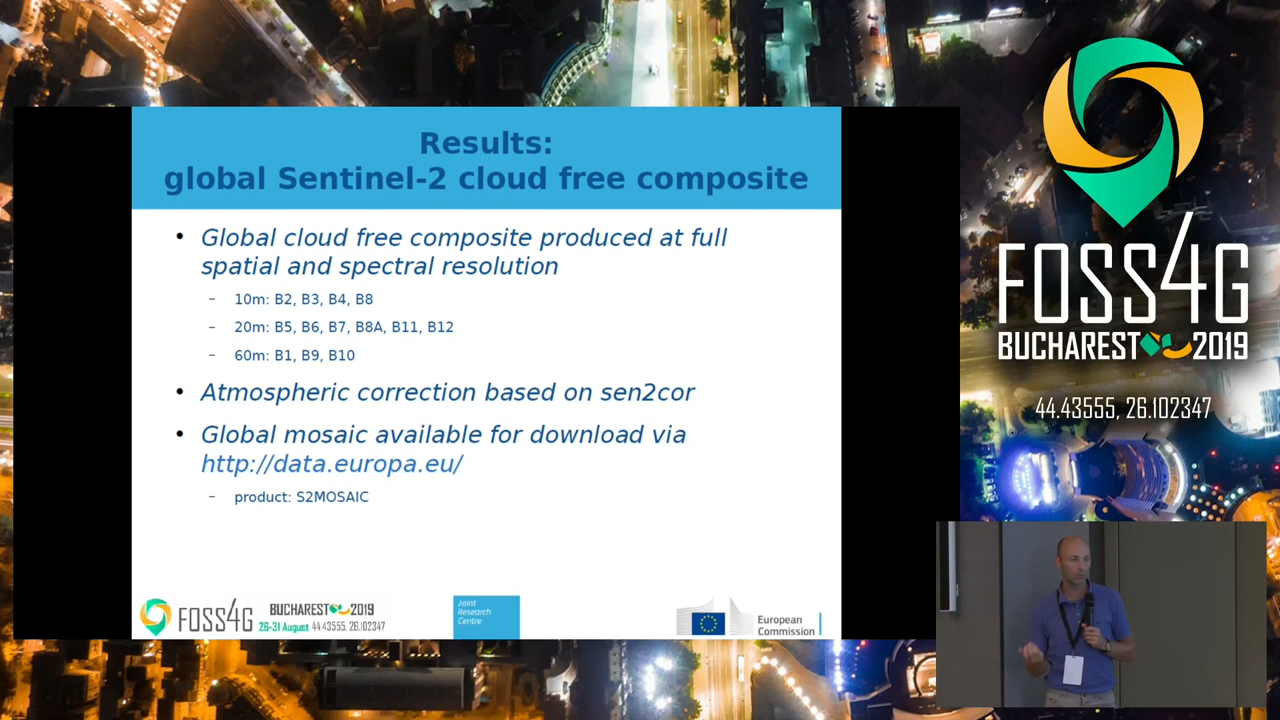 Results:
global Sentinel-2 cloud free composite
• Global cloud free composite produced at full
spatial and spectral resolution
– 10m: B2, B3, B4, B8
– 20m: B5, B6, B7, B8A, B11, B12
– 60m: B1, B9, B10
• Atmospheric correction based on sen2cor
• Global mosaic available for download via
http://data.europa.eu/
– product: S2MOSAIC
FOSS4G
BUCHAREST 2019
26-31 August 44.43555, 26.102347
Joint
Research
Centre
European
Commission
FOSS4G
BUCHAREST 2019
44.43555, 26.102347